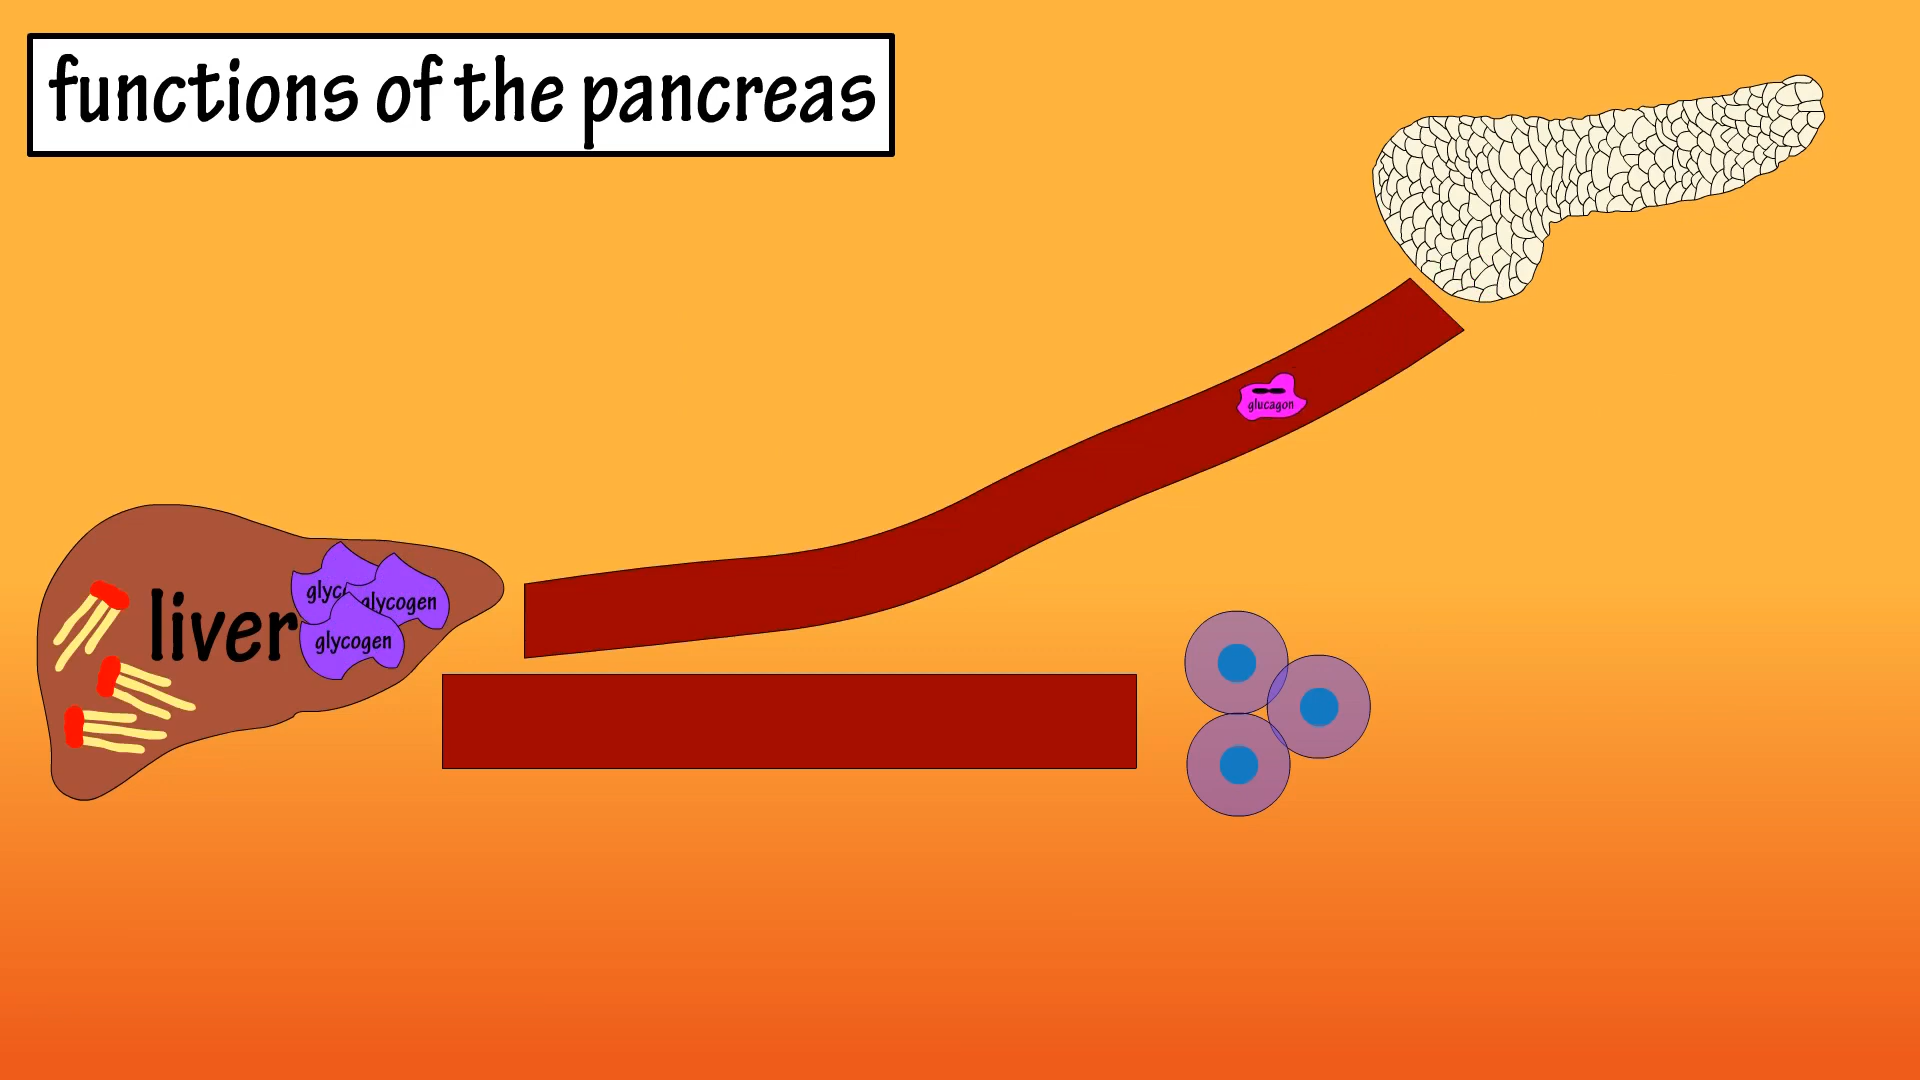 functions of the pancreas
glucagon
liver
glycogen
glycogen